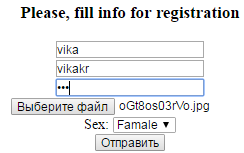 Please, fill info for registration
vika
vikakr
•••
Выберите файл oGt8os03rVo.jpg
Sex: Famale
Отправить